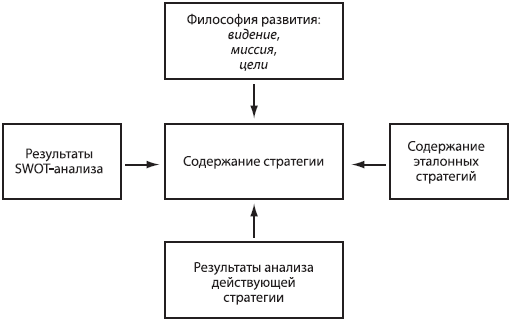 Философия развития:
видение,
миссия,
цели
Результаты
SWOT-анализа
Содержание стратегии
Содержание
эталонных
стратегий
Результаты анализа
действующей
стратегии